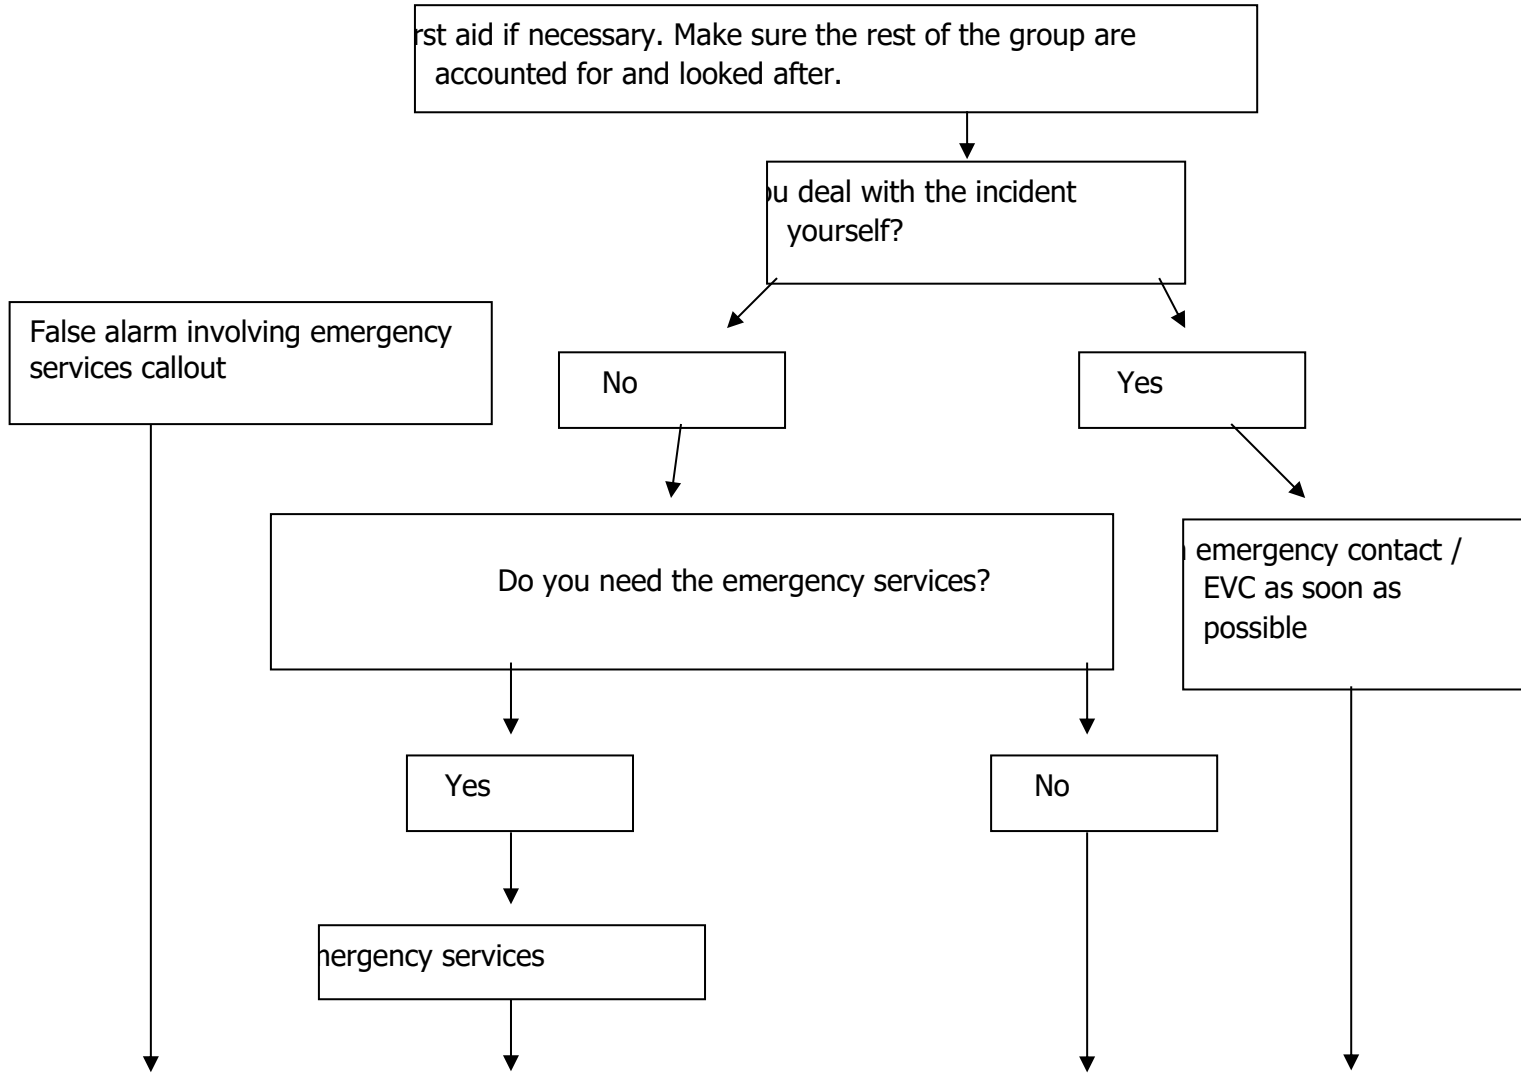 aid if necessary. Make sure the rest of the group are
accounted for and looked after.
deal with the incident
yourself?
False alarm involving emergency
services callout
No
Yes
Do you need the emergency services?
emergency contact /
EVC as soon as
possible
Yes
No
services